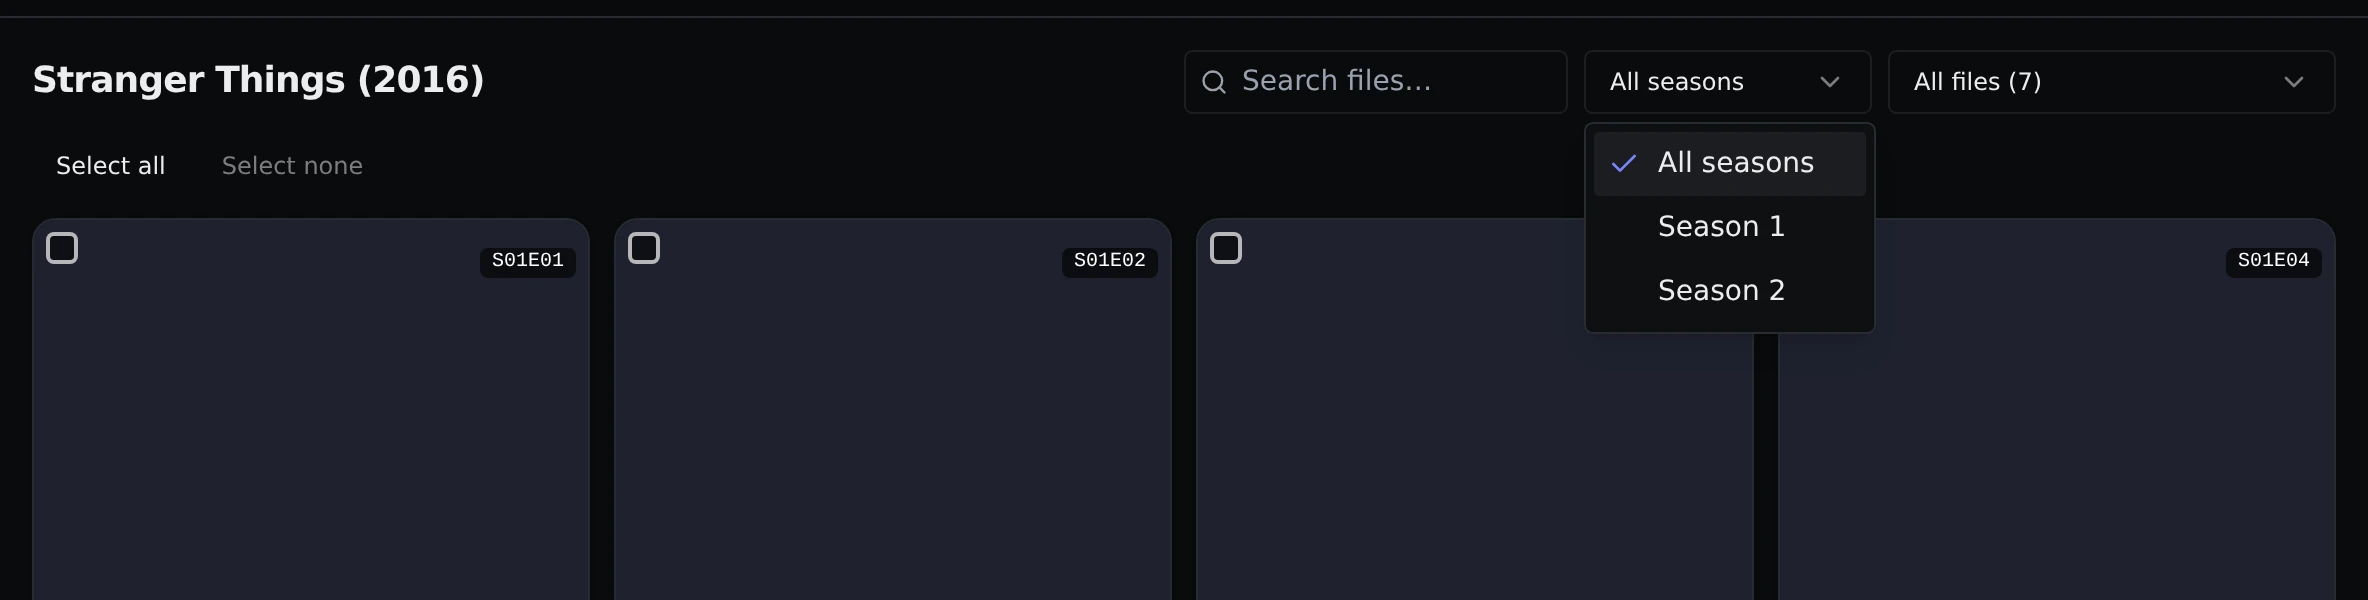 Stranger Things (2016)
Search files...
All seasons
All files (7)
All seasons
Season 1
Season 2
Select all
Select none
S01E01
S01E02
S01E04